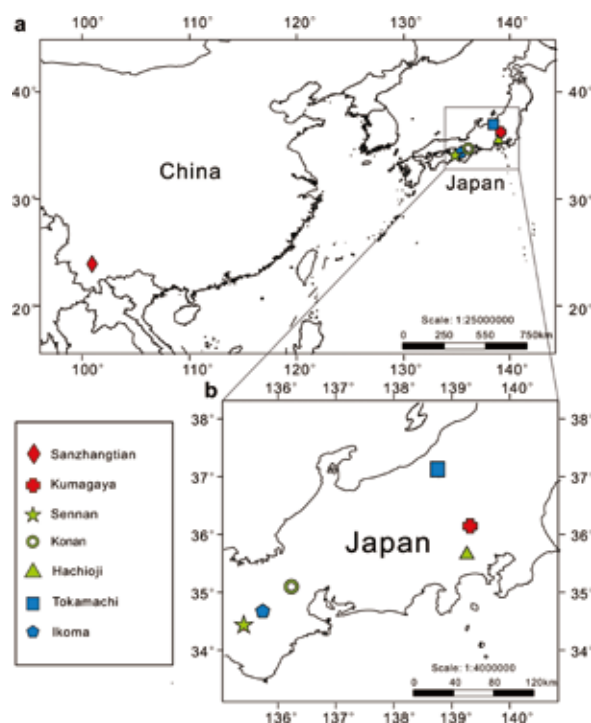 a
100° 110° 120° 130° 140°
40° 40°
China
Japan
30° 30°
20° 20°
Scale: 1:25000000
0 250 550 750km
100° 110° 120° 130° 140°
b
136° 137° 138° 139° 140°
38° 38°
37° 37°
36° 36°
Japan
35° 35°
34° 34°
Scale: 1:4000000
0 40 80 120km
136° 137° 138° 139° 140°
Sanzhangtian
Kumagaya
Sennan
Konan
Hachioji
Tokamachi
Ikoma